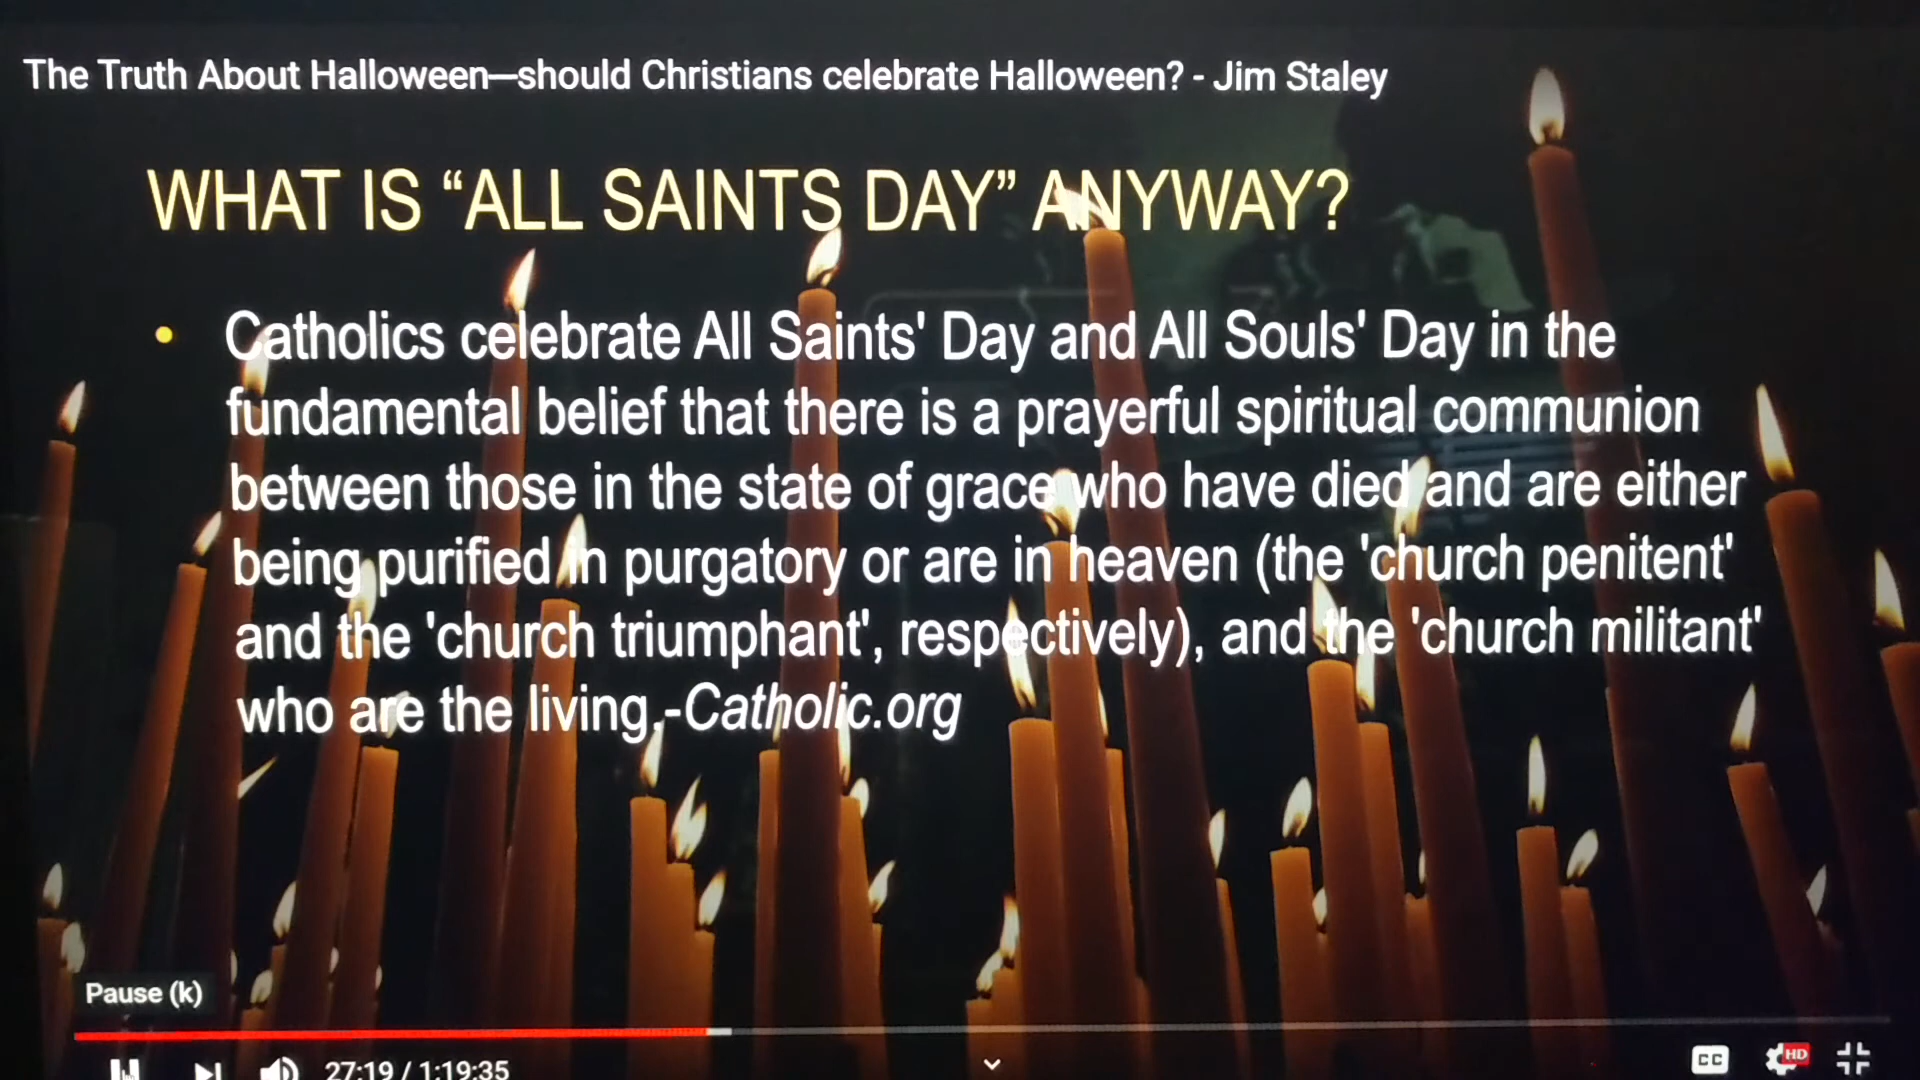 The Truth About Halloween—should Christians celebrate Halloween? - Jim Staley
WHAT IS “ALL SAINTS DAY” ANYWAY?
• Catholics celebrate All Saints' Day and All Souls' Day in the
fundamental belief that there is a prayerful spiritual communion
between those in the state of grace who have died and are either
being purified in purgatory or are in heaven (the 'church penitent'
and the 'church triumphant', respectively), and the 'church militant'
who are the living.-Catholic.org
Pause (k)
27:19 / 1:19:35
CC
HD